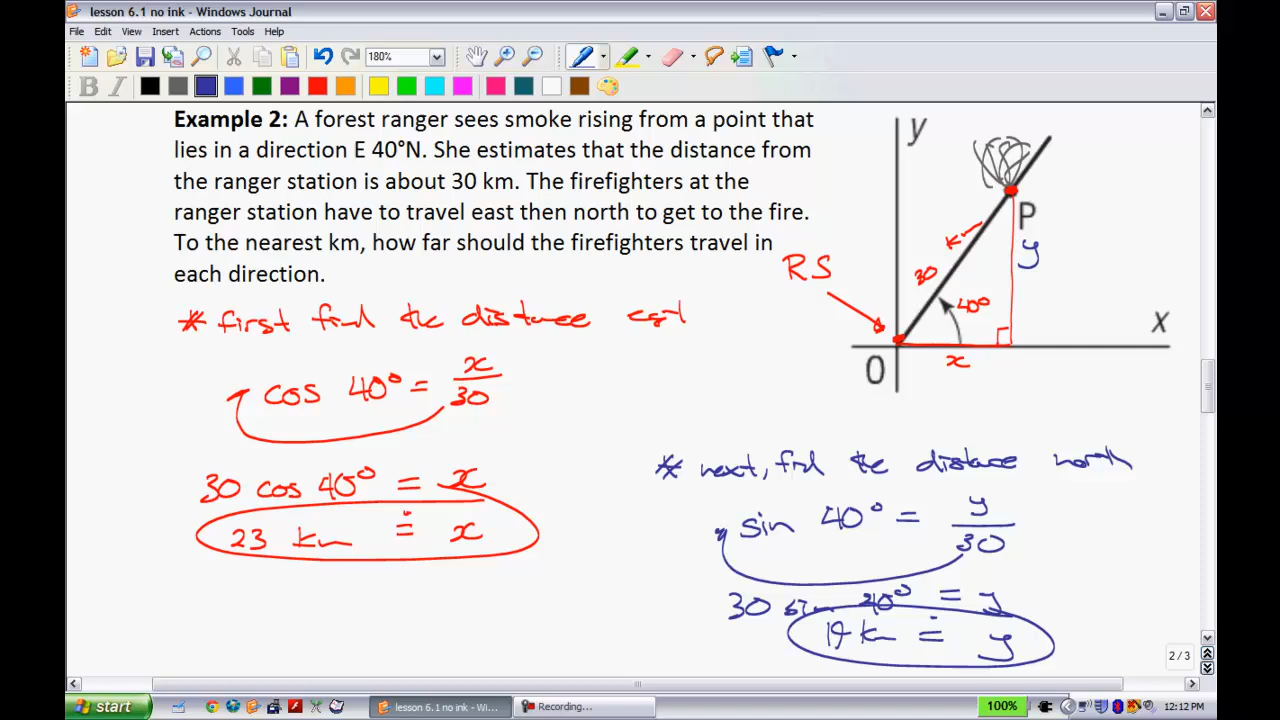 lesson 6.1 no ink - Windows Journal
File Edit View Insert Actions Tools Help
180%
B I
Example 2: A forest ranger sees smoke rising from a point that
lies in a direction E 40°N. She estimates that the distance from
the ranger station is about 30 km. The firefighters at the
ranger station have to travel east then north to get to the fire.
To the nearest km, how far should the firefighters travel in
each direction.
y
P
y
RS
30
40°
x
O
x
* first find the distance east
cos 40° = x/30
30 cos 40° = x
23 km ≐ x
* next, find the distance north
sin 40° = y/30
30 sin 40° = y
19 km ≐ y
2 / 3
start
lesson 6.1 no ink - Wi...
Recording...
100%
12:12 PM